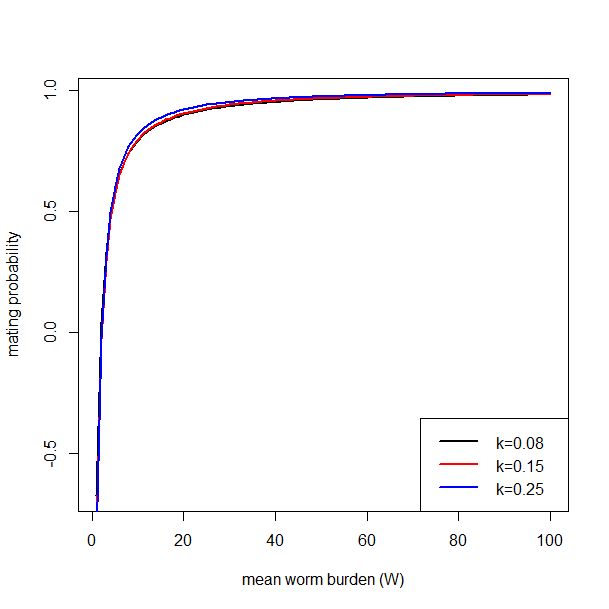 1.0
0.5
0.0
-0.5
mating probability
k=0.08
k=0.15
k=0.25
0 20 40 60 80 100
mean worm burden (W)